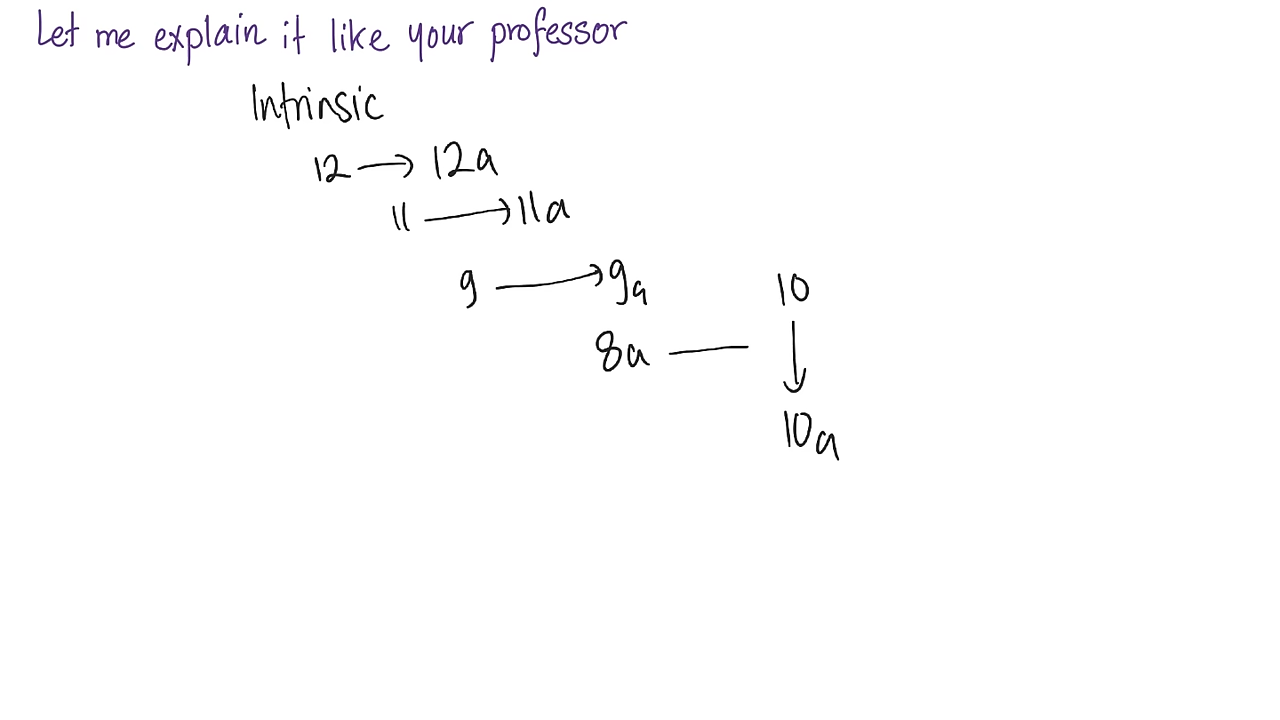 Let me explain it like your professor
Intrinsic
12 → 12a
11 → 11a
9 → 9a
10
8a —
↓
10a